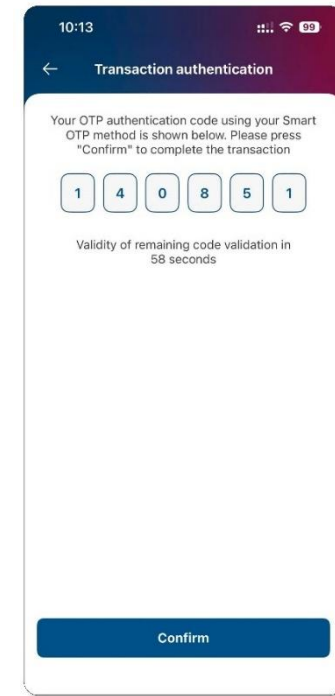 10:13
99
Transaction authentication
Your OTP authentication code using your Smart
OTP method is shown below. Please press
"Confirm" to complete the transaction
1 4 0 8 5 1
Validity of remaining code validation in
58 seconds
Confirm